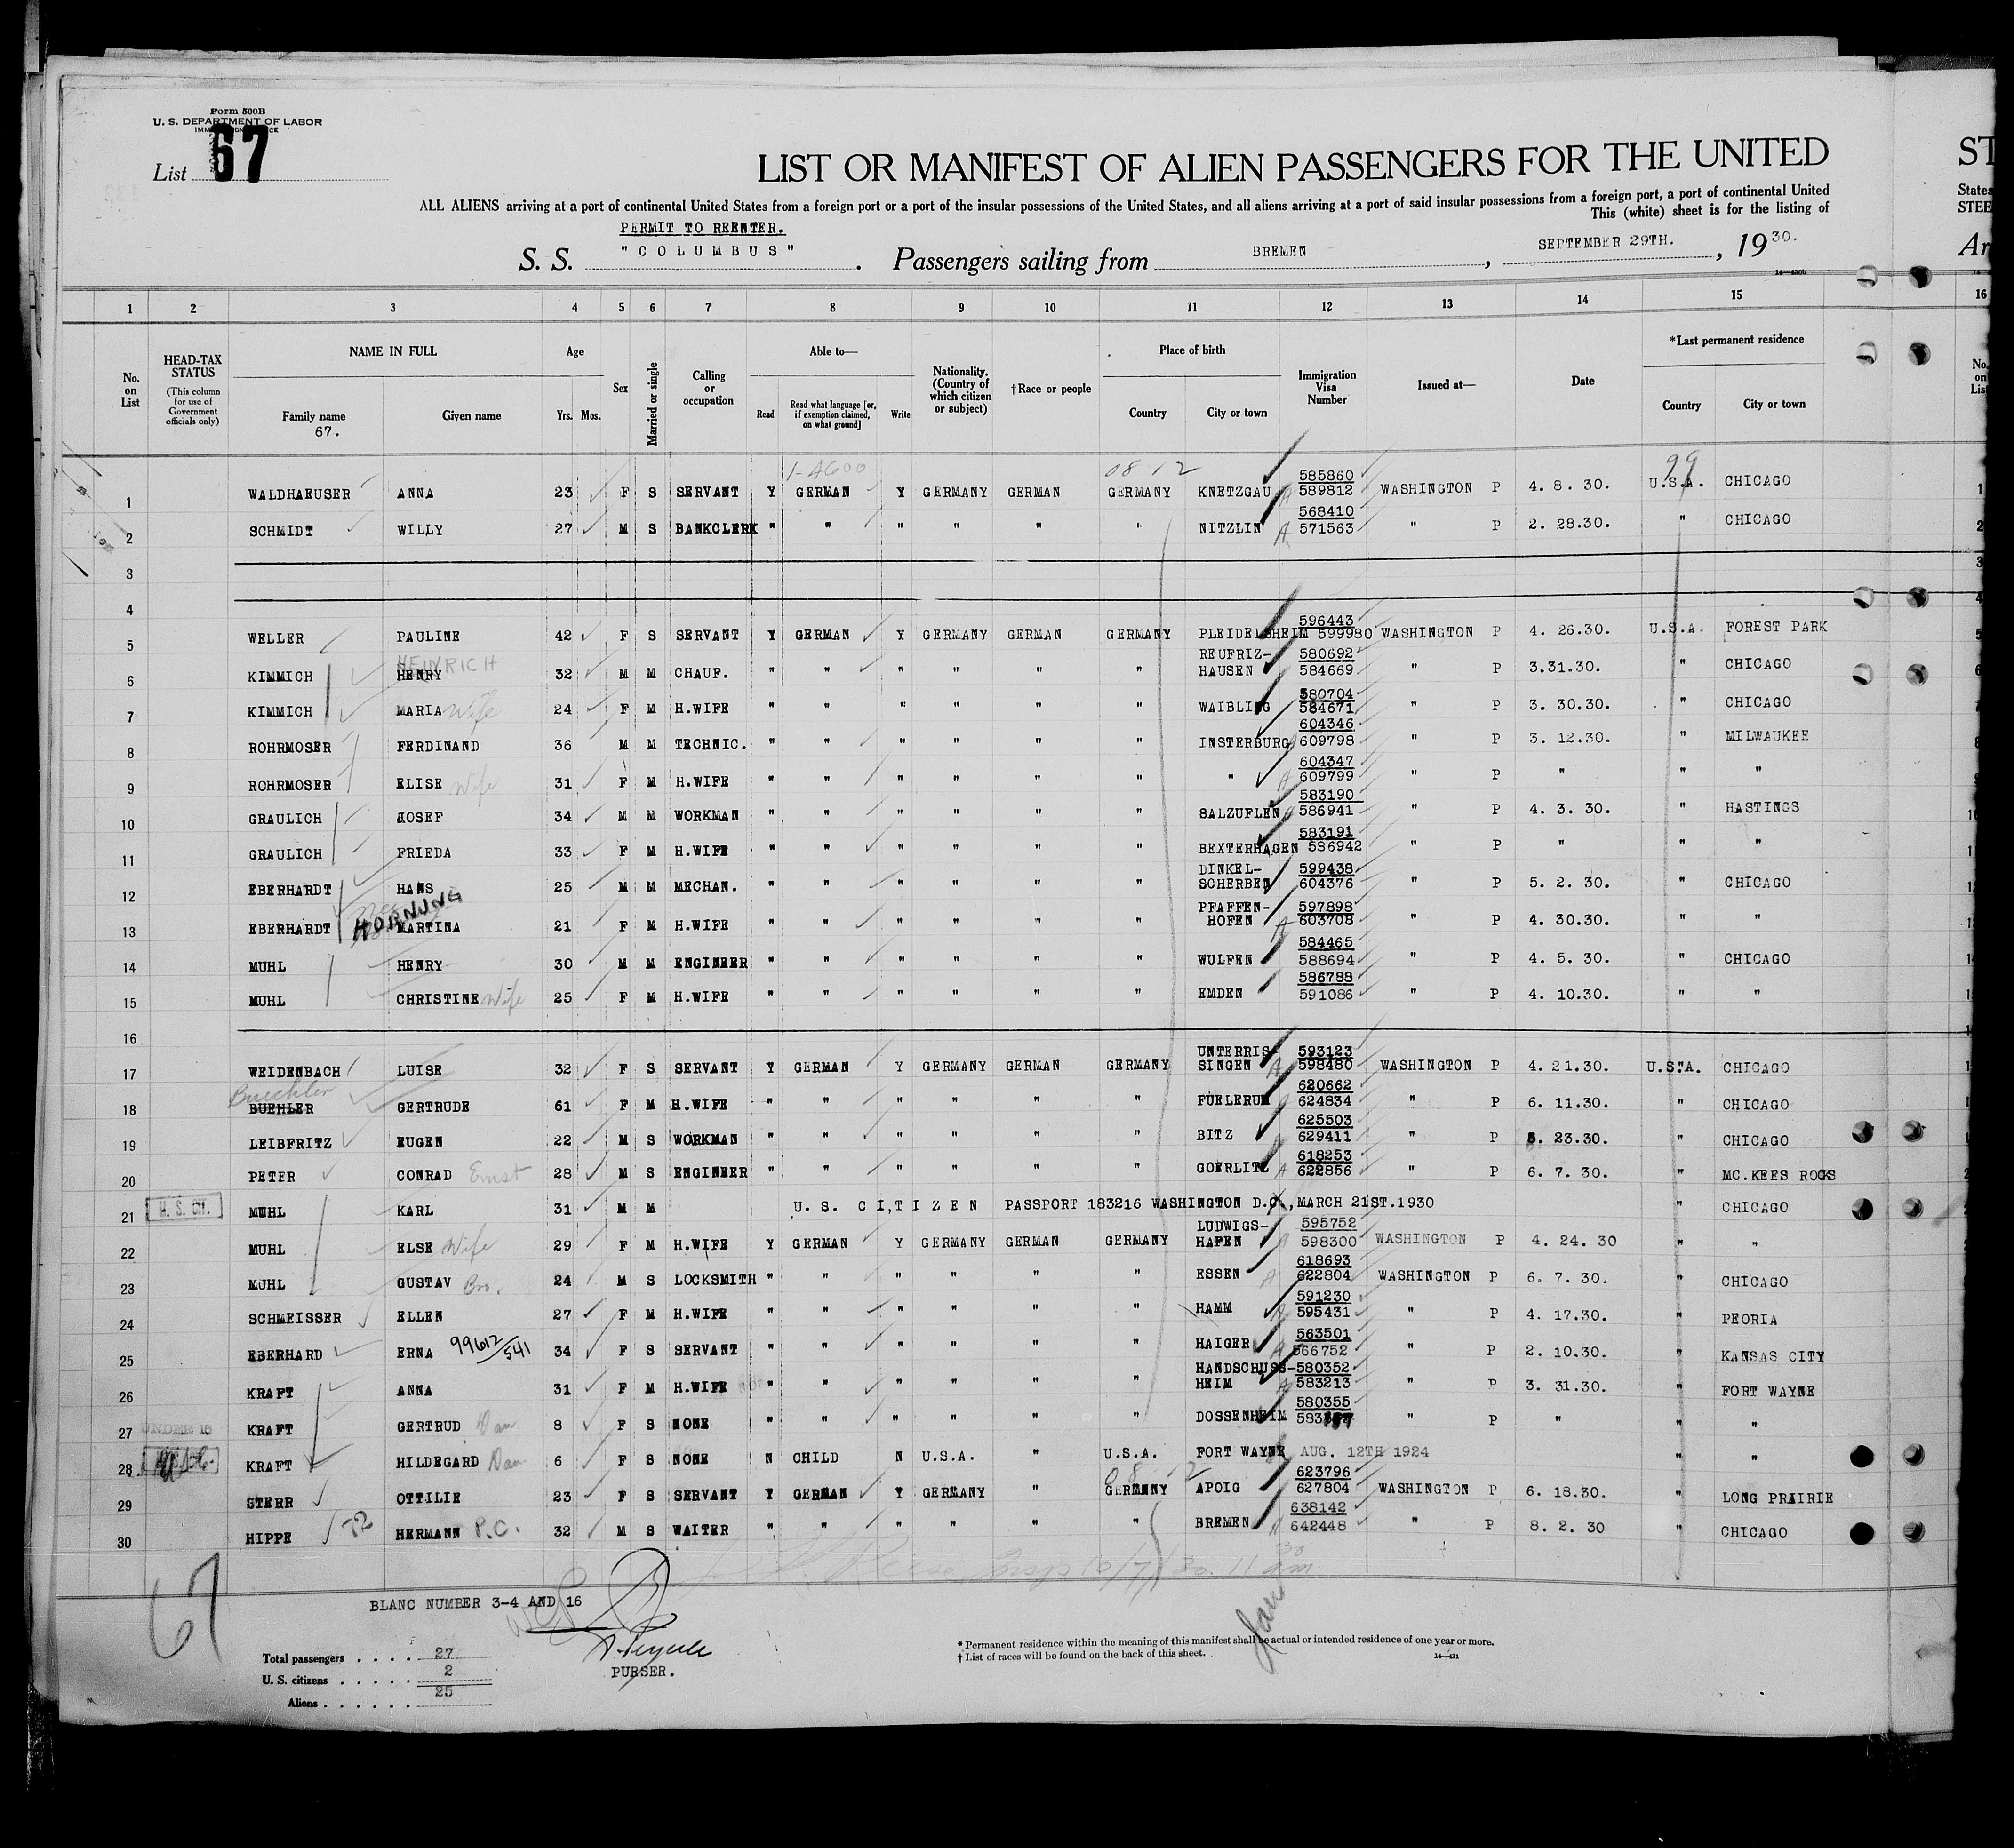 Form 500B
U. S. DEPARTMENT OF LABOR
List 67
LIST OR MANIFEST OF ALIEN PASSENGERS FOR THE UNITED
ST
ALL ALIENS arriving at a port of continental United States from a foreign port or a port of the insular possessions of the United States, and all aliens arriving at a port of said insular possessions from a foreign port, a port of continental United
States
This (white) sheet is for the listing of
STEE
PERMIT TO REENTER.
S. S. "COLUMBUS" . Passengers sailing from BREMEN , SEPTEMBER 29TH. , 19 30.
Ar
1 2 3 4 5 6 7 8 9 10 11 12 13 14 15 16
No. on List
HEAD-TAX STATUS
(This column for use of Government officials only)
NAME IN FULL
Family name
67.
Given name
Age
Yrs. Mos.
Sex
Married or single
Calling or occupation
Able to—
Read
Read what language [or, if exemption claimed, on what ground]
Write
Nationality. (Country of which citizen or subject)
†Race or people
Place of birth
Country
City or town
Immigration Visa Number
Issued at—
Date
*Last permanent residence
Country
City or town
1-4600 08 12 99
1 WALDHAEUSER ANNA 23 F S SERVANT Y GERMAN Y GERMANY GERMAN GERMANY KNETZGAU 585860 589812 WASHINGTON P 4. 8. 30. U.S.A. CHICAGO 1
2 SCHMIDT WILLY 27 M S BANKCLERK " " " " " " NITZLIN A 568410 571563 " P 2. 28.30. " CHICAGO 2
3
4
5 WELLER PAULINE 42 F S SERVANT Y GERMAN Y GERMANY GERMAN GERMANY PLEIDELSHEIM 596443 599980 WASHINGTON P 4. 26.30. U.S.A. FOREST PARK 5
6 KIMMICH HENRY HEINRICH 32 M M CHAUF. " " " " " " REUFRIZ-HAUSEN 580692 584669 " P 3.31.30. " CHICAGO 6
7 KIMMICH MARIA Wife 24 F M H.WIFE " " " " " " WAIBLING 580704 584671 " P 3. 30.30. " CHICAGO 7
8 ROHRMOSER FERDINAND 36 M M TECHNIC. " " " " " " INSTERBURG 604346 609798 " P 3. 12.30. " MILWAUKEE 8
9 ROHRMOSER ELISE Wife 31 F M H.WIFE " " " " " " " A 604347 609799 " P " " "
10 GRAULICH JOSEF 34 M M WORKMAN " " " " " " SALZUFLEN 583190 586941 " P 4. 3. 30. " HASTINGS
11 GRAULICH FRIEDA 33 F M H.WIFE " " " " " " BEXTERHAGEN 583191 586942 " P " " "
12 EBERHARDT HANS 25 M M MECHAN. " " " " " " DINKEL-SCHERBEN 599438 604376 " P 5. 2. 30. " CHICAGO
13 EBERHARDT HORNUNG MARTINA 21 F M H.WIFE " " " " " " PFAFFEN-HOFEN A 597898 603708 " P 4. 30.30. " "
14 MUHL HENRY 30 M M ENGINEER " " " " " " WULFEN 584465 588694 " P 4. 5. 30. " CHICAGO
15 MUHL CHRISTINE Wife 25 F M H.WIFE " " " " " " EMDEN 586788 591086 " P 4. 10.30. " "
16
17 WEIDENBACH LUISE 32 F S SERVANT Y GERMAN Y GERMANY GERMAN GERMANY UNTERRIS-SINGEN A 593123 598480 WASHINGTON P 4. 21.30. U.S.A. CHICAGO
18 Buechler BUEHLER GERTRUDE 61 F M H.WIFE " " " " " " FUELERUM 620662 624834 " P 6. 11.30. " CHICAGO
19 LEIBFRITZ EUGEN 22 M S WORKMAN " " " " " " BITZ 625503 629411 " P 23.30. " CHICAGO
20 PETER CONRAD Ernst 28 M S ENGINEER " " " " " " GOERLITZ A 618253 622856 " P 6. 7. 30. " MC.KEES ROCKS
21 U. S. CIT. MUHL KARL 31 M M U. S. CITIZEN PASSPORT 183216 WASHINGTON D.C., MARCH 21ST.1930 " CHICAGO
22 MUHL ELSE Wife 29 F M H.WIFE Y GERMAN Y GERMANY GERMAN GERMANY LUDWIGS-HAFEN A 595752 598300 WASHINGTON P 4. 24. 30 " "
23 MUHL GUSTAV Bro. 24 M S LOCKSMITH " " " " " " ESSEN A 618693 622804 WASHINGTON P 6. 7. 30. " CHICAGO
24 SCHMEISSER ELLEN 27 F M H.WIFE " " " " " " HAMM A 591230 595431 " P 4. 17.30. " PEORIA
25 EBERHARD ERNA 99612/541 34 F S SERVANT " " " " " " HAIGER A 563501 566752 " P 2. 10.30. " KANSAS CITY
26 KRAFT ANNA 31 F M H.WIFE " " " " " " HANDSCHUSS-HEIM A 580352 583213 " P 3. 31.30. " FORT WAYNE
27 UNDER 16 KRAFT GERTRUD Dau 8 F S NONE " " " " " " DOSSENHEIM 580355 " P " " "
28 KRAFT HILDEGARD Dau 6 F S NONE N CHILD N U.S.A. " U.S.A. FORT WAYNE AUG. 12TH 1924 " "
08 12
29 STERR OTTILIE 23 F S SERVANT Y GERMAN Y GERMANY " GERMANY APOIG 623796 627804 WASHINGTON P 6. 18.30. " LONG PRAIRIE
30 HIPPE HERMANN P.C. 32 M S WAITER " " " " " " BREMEN A 638142 642448 " P 8. 2. 30 " CHICAGO
67
BLANC NUMBER 3-4 AND 16
PURSER.
Total passengers . . . . 27
U. S. citizens . . . . . 2
Aliens . . . . . . 25
* Permanent residence within the meaning of this manifest shall be actual or intended residence of one year or more.
† List of races will be found on the back of this sheet.